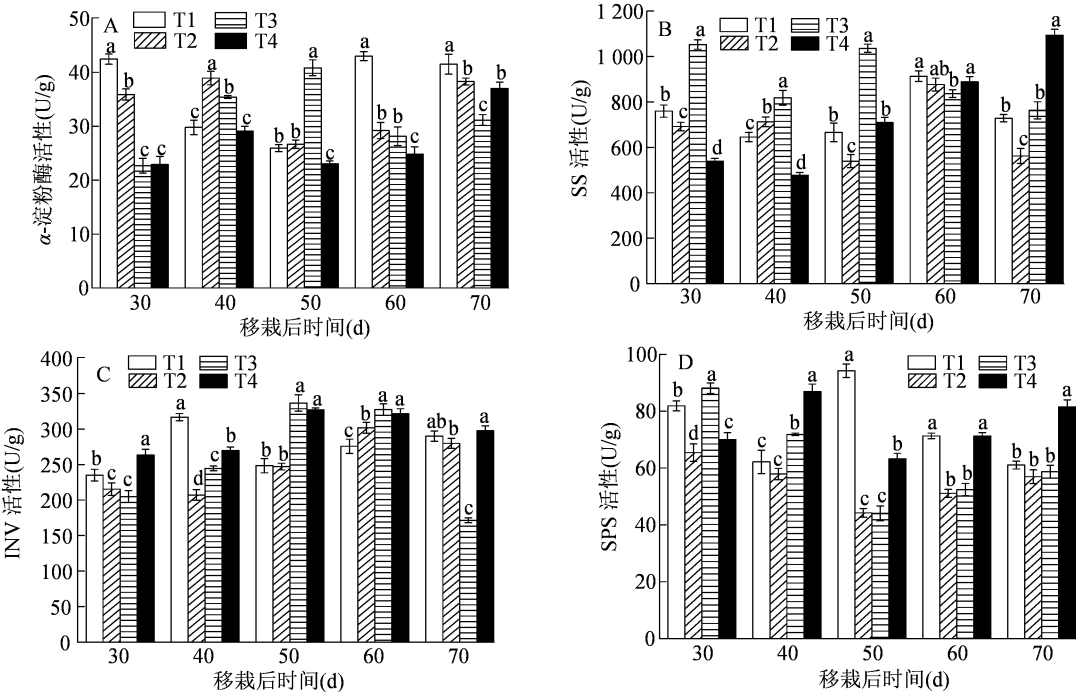 A
T1
T3
T2
T4
50
40
30
20
10
0
α-淀粉酶活性(U/g)
a b c c
c a b c
b b a c
a b b c
a b c b
30 40 50 60 70
移栽后时间(d)
B
T1
T3
T2
T4
1 200
1 000
800
600
400
200
0
SS 活性(U/g)
b c a d
c b a d
b c a b
a ab b a
b c b a
30 40 50 60 70
移栽后时间(d)
C
T1
T3
T2
T4
400
350
300
250
200
150
100
50
0
INV 活性(U/g)
b c c a
a d c b
b b a a
c b a a
ab b c a
30 40 50 60 70
移栽后时间(d)
D
T1
T3
T2
T4
100
80
60
40
20
0
SPS 活性(U/g)
b d a c
c c b a
a c c b
a b b a
b b b a
30 40 50 60 70
移栽后时间(d)